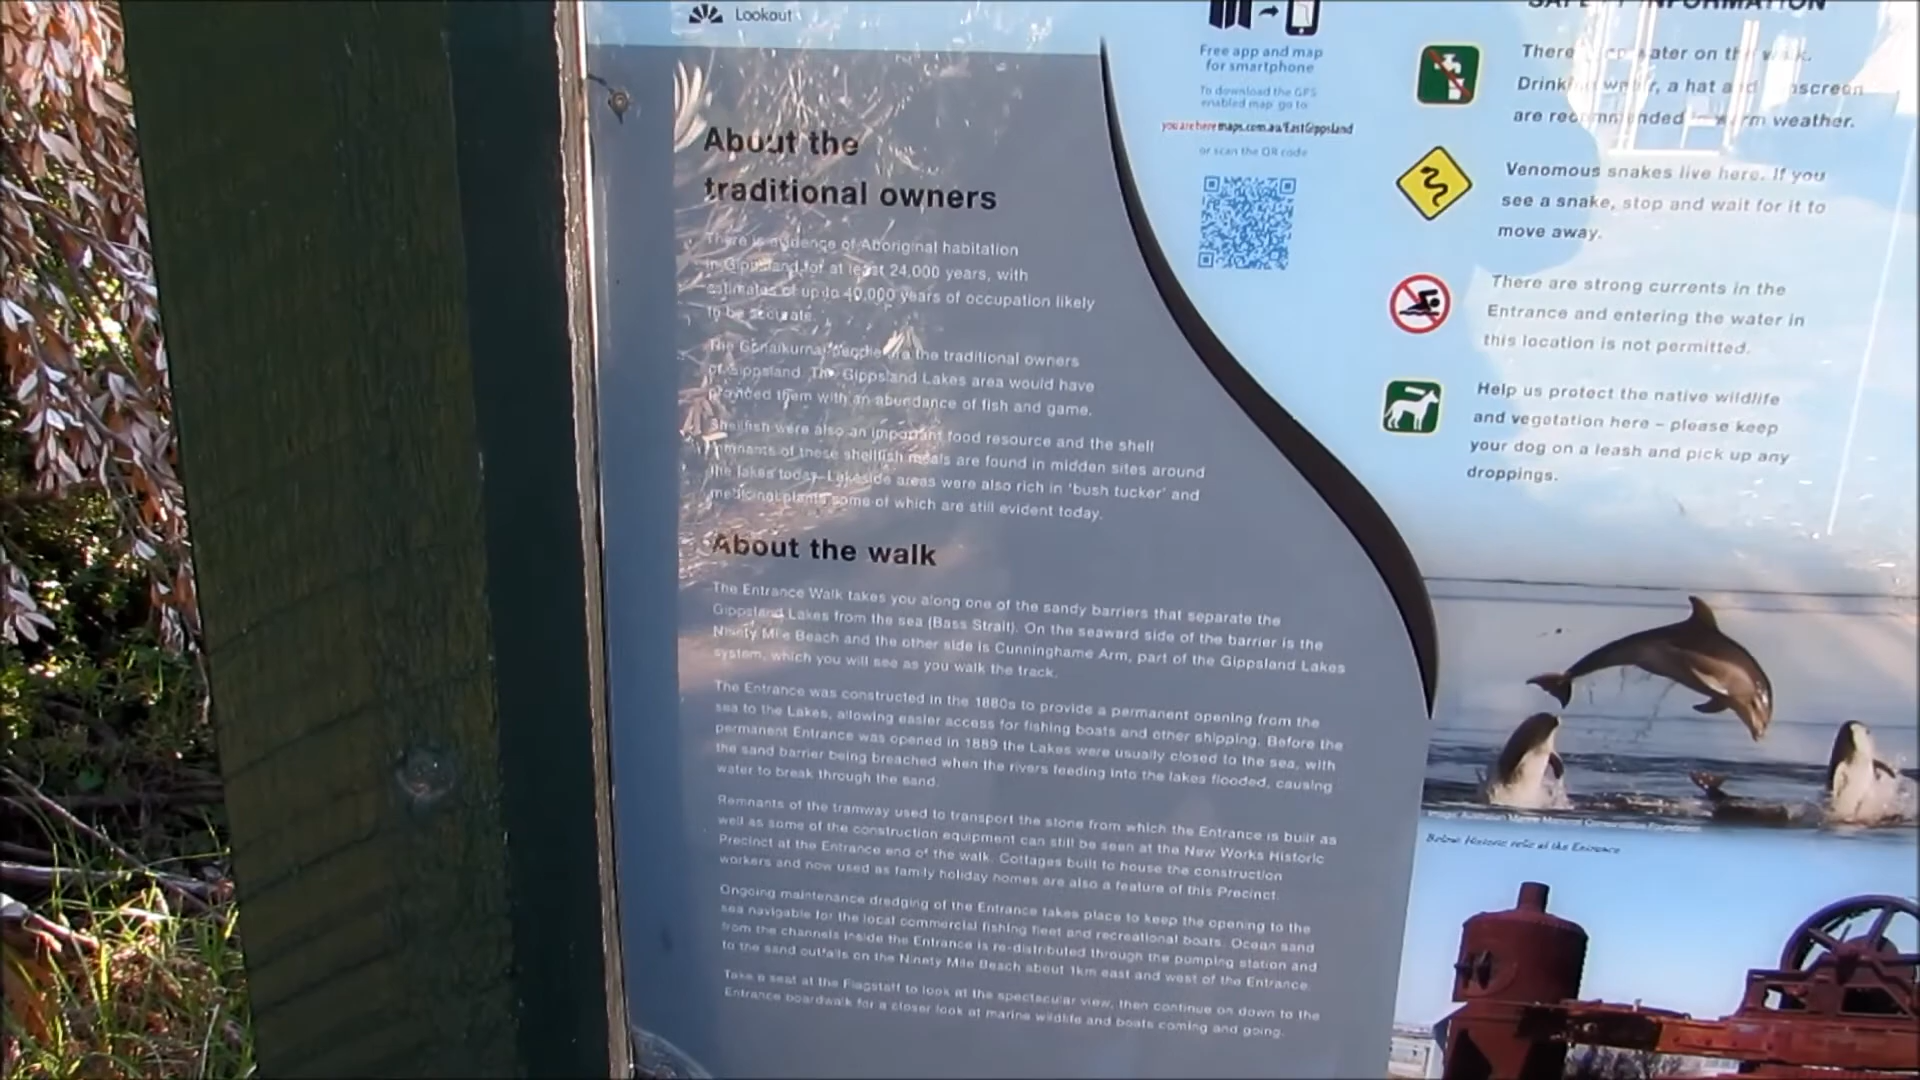 Lookout
About the
traditional owners
There is evidence of Aboriginal habitation
in Gippsland for at least 24,000 years, with
estimates of up to 40,000 years of occupation likely
to be accurate.
The Gunaikurnai people are the traditional owners
of Gippsland. The Gippsland Lakes area would have
provided them with an abundance of fish and game.
Shellfish were also an important food resource and the shell
remnants of these shellfish meals are found in midden sites around
the lakes today. Lakeside areas were also rich in 'bush tucker' and
medicinal plants some of which are still evident today.
About the walk
The Entrance Walk takes you along one of the sandy barriers that separate the
Gippsland Lakes from the sea (Bass Strait). On the seaward side of the barrier is the
Ninety Mile Beach and the other side is Cunninghame Arm, part of the Gippsland Lakes
system, which you will see as you walk the track.
The Entrance was constructed in the 1880s to provide a permanent opening from the
sea to the Lakes, allowing easier access for fishing boats and other shipping. Before the
permanent Entrance was opened in 1889 the Lakes were usually closed to the sea, with
the sand barrier being breached when the rivers feeding into the lakes flooded, causing
water to break through the sand.
Remnants of the tramway used to transport the stone from which the Entrance is built as
well as some of the construction equipment can still be seen at the New Works Historic
Precinct at the Entrance end of the walk. Cottages built to house the construction
workers and now used as family holiday homes are also a feature of this Precinct.
Ongoing maintenance dredging of the Entrance takes place to keep the opening to the
sea navigable for the local commercial fishing fleet and recreational boats. Ocean sand
from the channels inside the Entrance is re-distributed through the pumping station and
to the sand outfalls on the Ninety Mile Beach about 1km east and west of the Entrance.
Take a seat at the Flagstaff to look at the spectacular view, then continue on down to the
Entrance boardwalk for a closer look at marine wildlife and boats coming and going.
Free app and map
for smartphone
To download the GPS
enabled map go to
youareheremaps.com.au/EastGippsland
or scan the QR code
SAFETY INFORMATION
There water on the walk.
Drinking water, a hat and sunscreen
are recommended in warm weather.
Venomous snakes live here. If you
see a snake, stop and wait for it to
move away.
There are strong currents in the
Entrance and entering the water in
this location is not permitted.
Help us protect the native wildlife
and vegetation here – please keep
your dog on a leash and pick up any
droppings.
Image: Australian Marine Mammal Conservation Foundation
Below: Historic relic at the Entrance